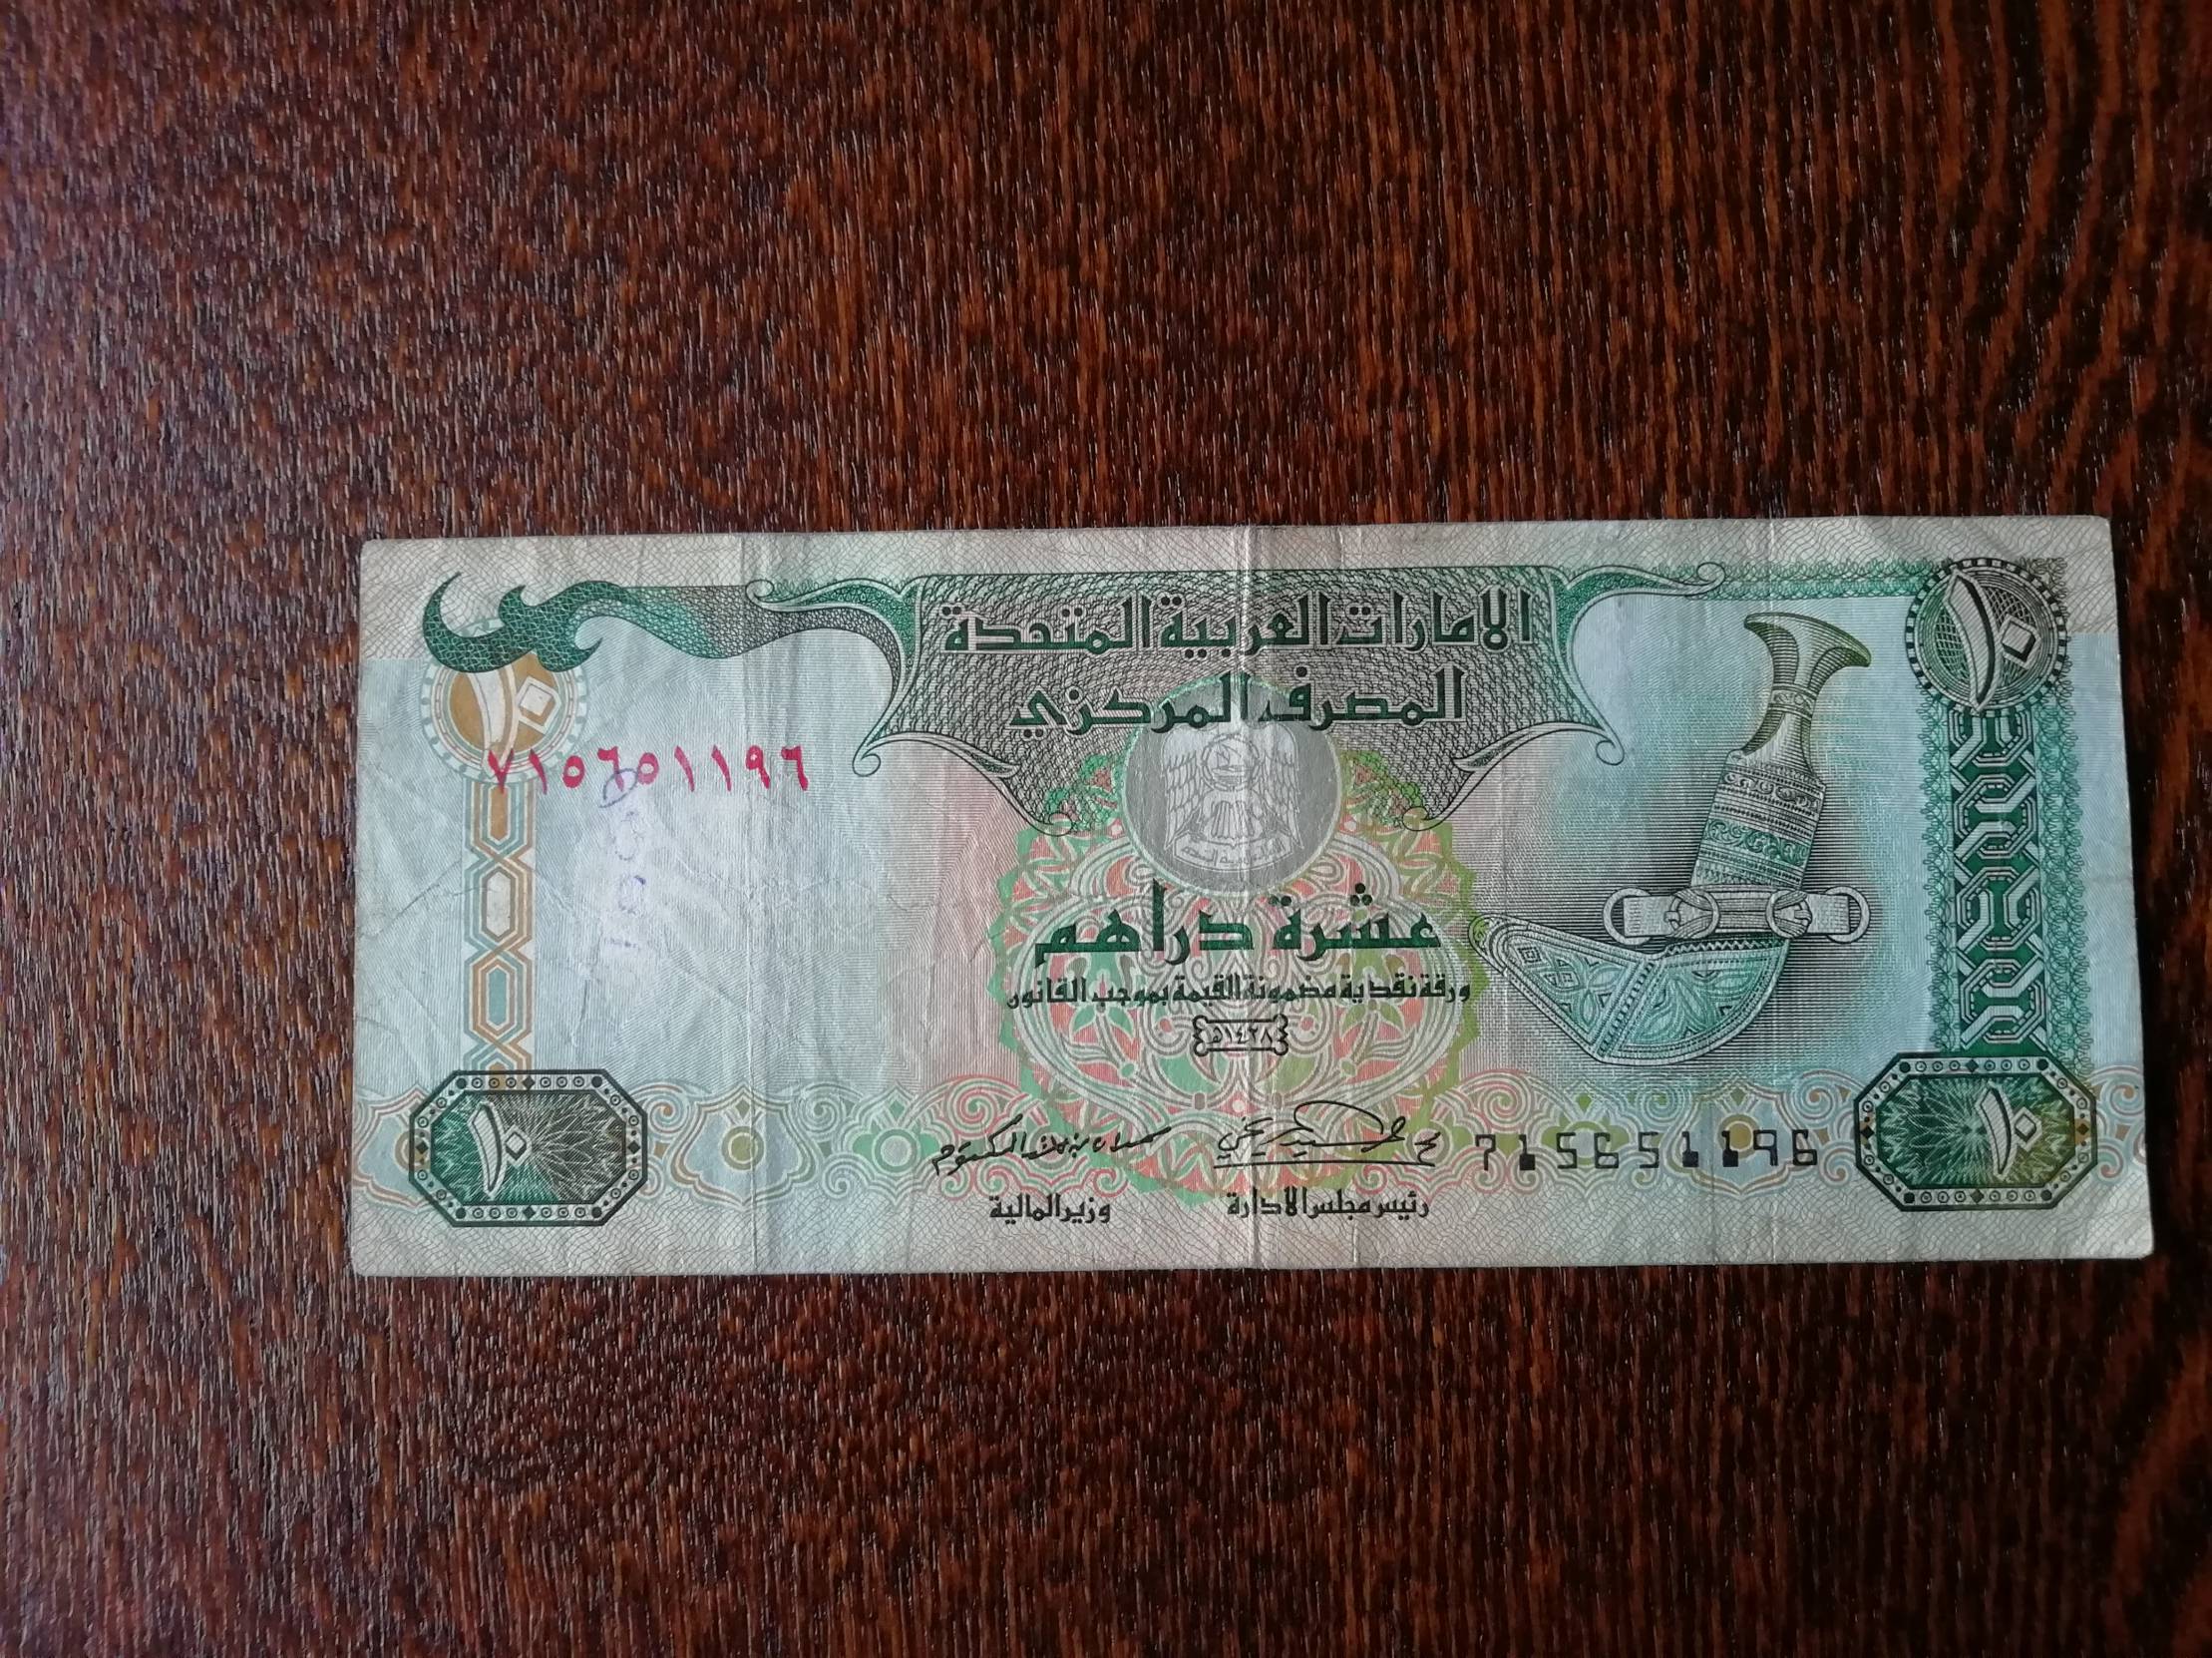 الامارات العربية المتحدة
المصرف المركزي
١٠
١٠
٧١٥٦٥١١٩٦
عشرة دراهم
ورقة نقدية مضمونة القيمة بموجب القانون
١٤٢٨هـ
715651196
١٠
١٠
رئيس مجلس الادارة
وزير المالية